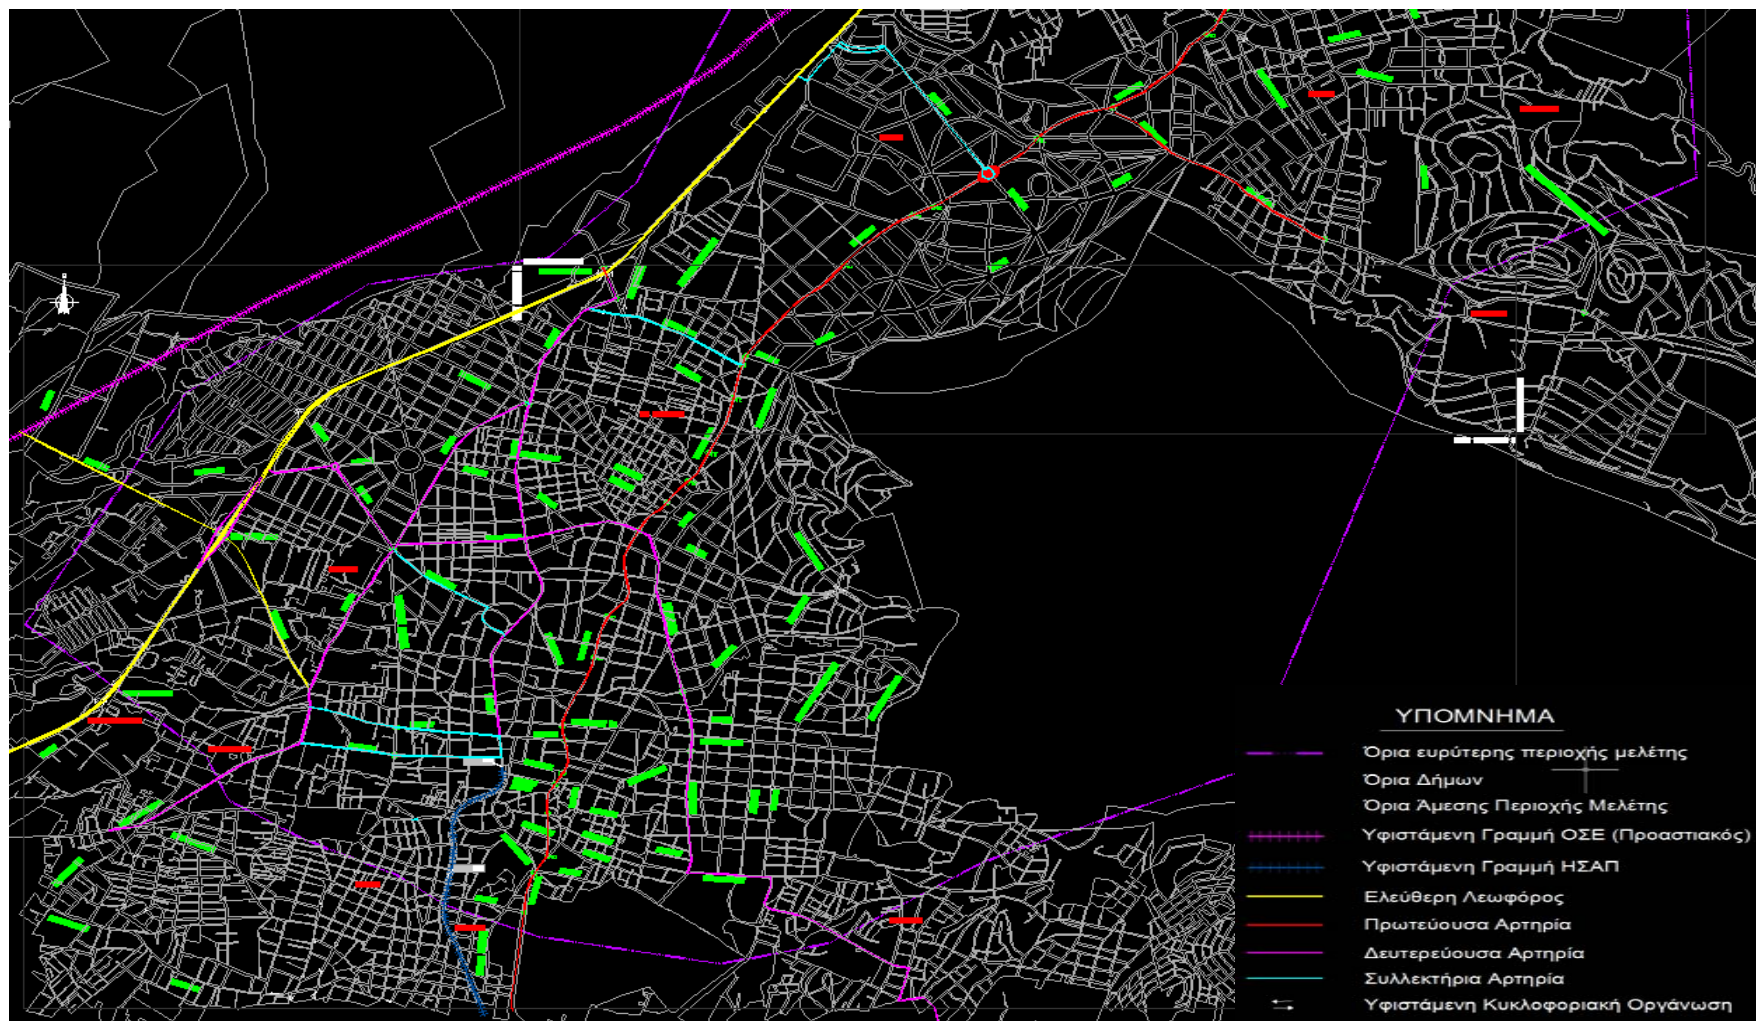 ΥΠΟΜΝΗΜΑ
Όρια ευρύτερης περιοχής μελέτης
Όρια Δήμων
Όρια Άμεσης Περιοχής Μελέτης
Υφιστάμενη Γραμμή ΟΣΕ (Προαστιακός)
Υφιστάμενη Γραμμή ΗΣΑΠ
Ελεύθερη Λεωφόρος
Πρωτεύουσα Αρτηρία
Δευτερεύουσα Αρτηρία
Συλλεκτήρια Αρτηρία
Υφιστάμενη Κυκλοφοριακή Οργάνωση